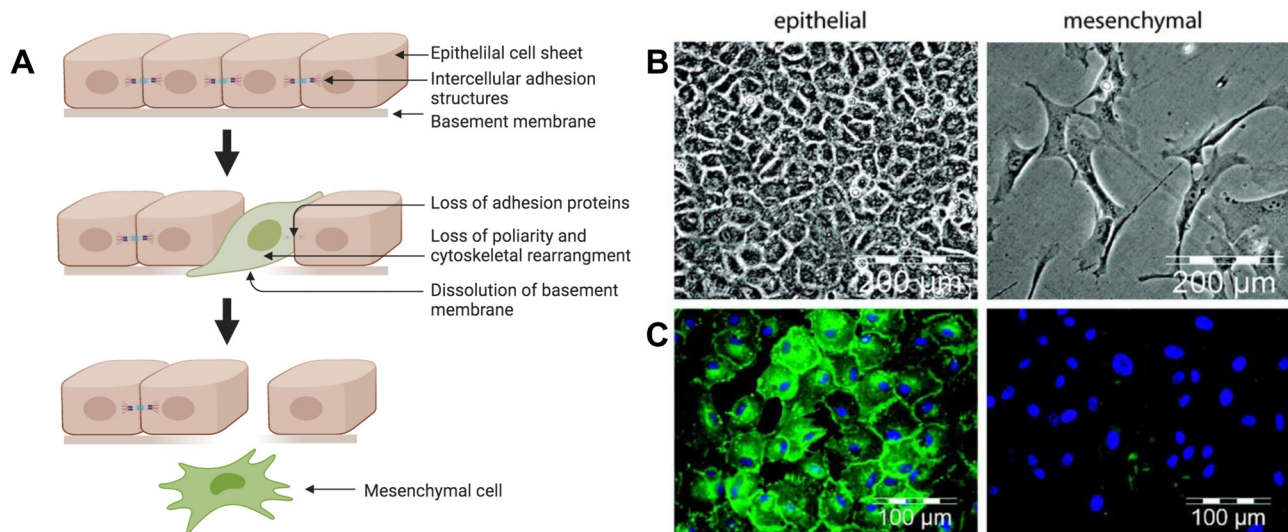 A
Epithelilal cell sheet
Intercellular adhesion
structures
Basement membrane
Loss of adhesion proteins
Loss of poliarity and
cytoskeletal rearrangment
Dissolution of basement
membrane
Mesenchymal cell
epithelial
mesenchymal
B
200 µm
200 µm
C
100 µm
100 µm